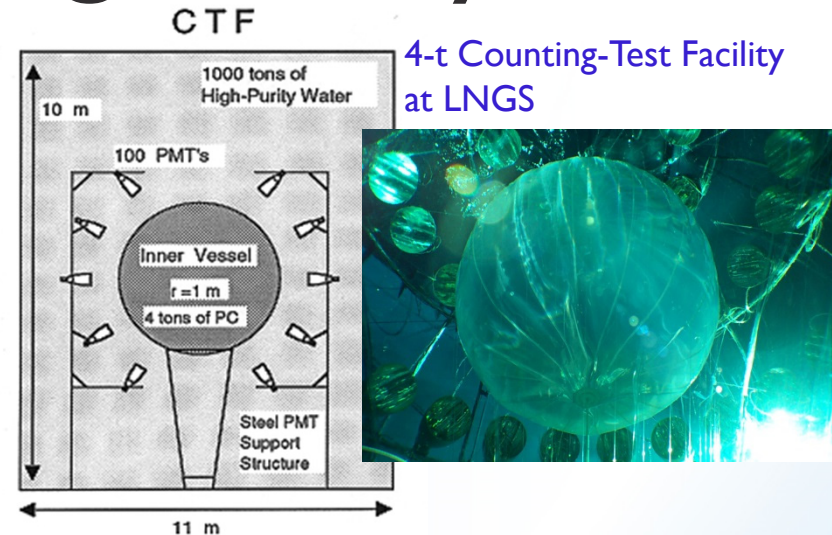 CTF
4-t Counting-Test Facility
at LNGS
1000 tons of
High-Purity Water
10 m
100 PMT's
Inner Vessel
r =1 m
4 tons of PC
Steel PMT
Support
Structure
11 m